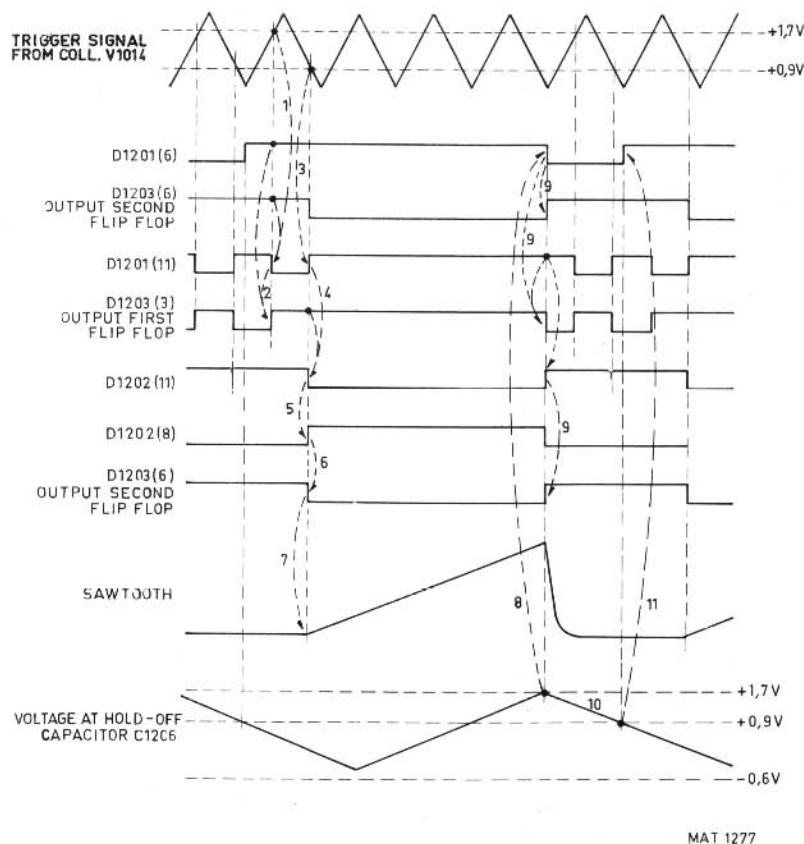 +1,7V
TRIGGER SIGNAL
FROM COLL. V1014
+0,9V
1
D1201(6)
3
9
D1203(6)
OUTPUT SECOND
FLIP FLOP
9
D1201(11)
2
4
D1203(3)
OUTPUT FIRST
FLIP FLOP
D1202(11)
5
9
D1202(8)
6
D1203(6)
OUTPUT SECOND
FLIP FLOP
7
SAWTOOTH
8
11
+1,7V
10
VOLTAGE AT HOLD-OFF
CAPACITOR C1206
+0,9V
-0,6V
MAT 1277